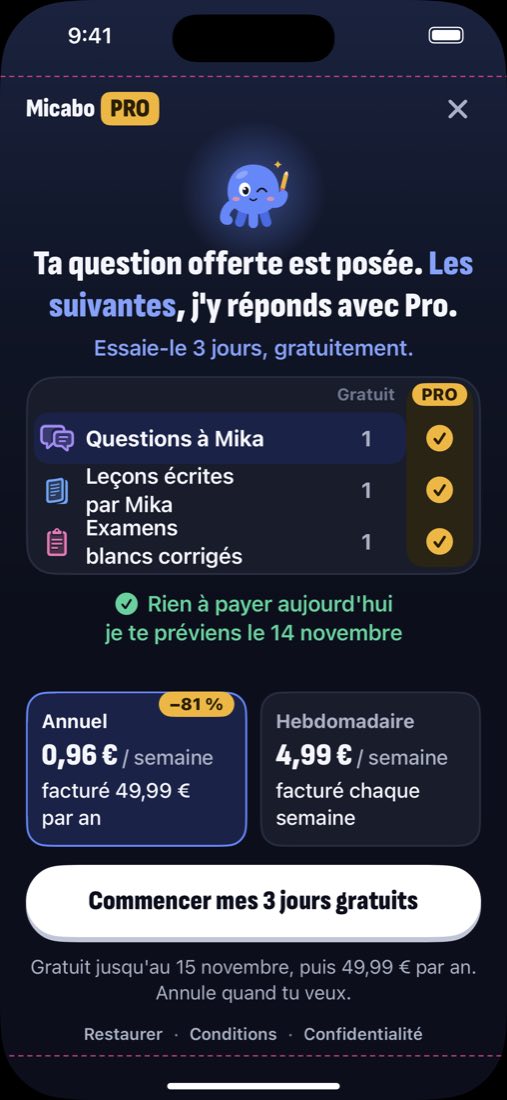 9:41
Micabo PRO
Ta question offerte est posée. Les
suivantes, j'y réponds avec Pro.
Essaie-le 3 jours, gratuitement.
Gratuit PRO
Questions à Mika 1
Leçons écrites
par Mika 1
Examens
blancs corrigés 1
Rien à payer aujourd'hui
je te préviens le 14 novembre
−81 %
Annuel
0,96 € / semaine
facturé 49,99 €
par an
Hebdomadaire
4,99 € / semaine
facturé chaque
semaine
Commencer mes 3 jours gratuits
Gratuit jusqu'au 15 novembre, puis 49,99 € par an.
Annule quand tu veux.
Restaurer · Conditions · Confidentialité